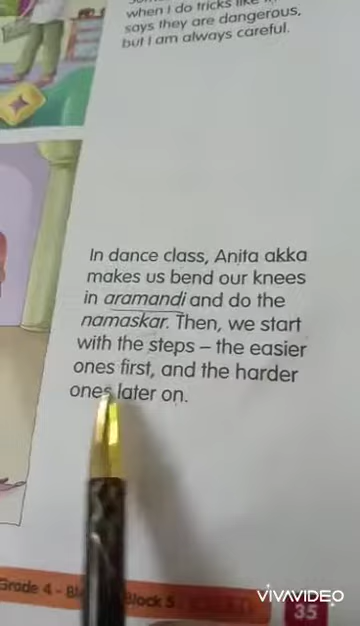 when I do tricks like
says they are dangerous,
but I am always careful.
In dance class, Anita akka
makes us bend our knees
in aramandi and do the
namaskar. Then, we start
with the steps – the easier
ones first, and the harder
ones later on.
Grade 4 - Bl
Block 5
VIVAVIDEO
35